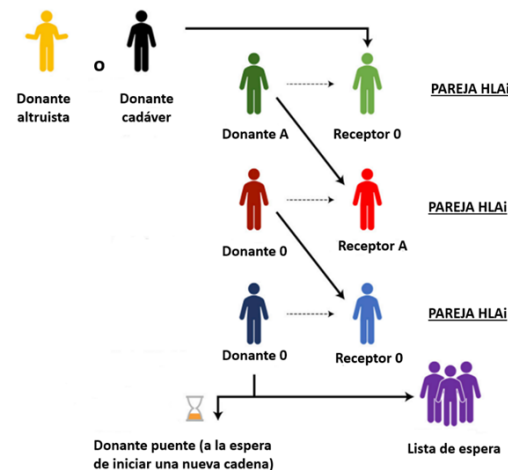 o
Donante
altruista
Donante
cadáver
Donante A
Receptor 0
PAREJA HLAi
Donante 0
Receptor A
PAREJA HLAi
Donante 0
Receptor 0
PAREJA HLAi
Donante puente (a la espera
de iniciar una nueva cadena)
Lista de espera